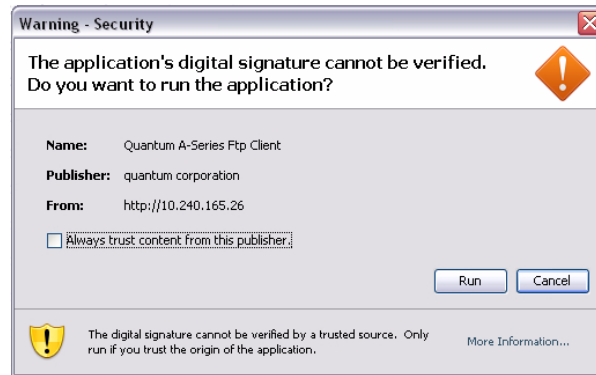 Warning - Security
The application's digital signature cannot be verified.
Do you want to run the application?
Name: Quantum A-Series Ftp Client
Publisher: quantum corporation
From: http://10.240.165.26
Always trust content from this publisher.
Run Cancel
The digital signature cannot be verified by a trusted source. Only
run if you trust the origin of the application.
More Information...